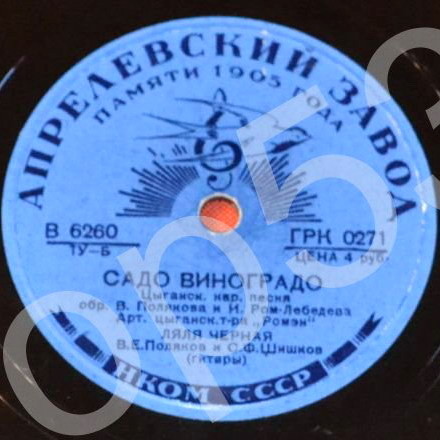 АПРЕЛЕВСКИЙ ЗАВОД
ПАМЯТИ 1905 ГОДА
В 6260
ТУ-Б
ГРК 0271
ЦЕНА 4 руб.
САДО ВИНОГРАДО
Цыганск. нар. песня
обр. В. Полякова и И. Ром-Лебедева
Арт. цыганск. т-ра „Ромэн"
ЛЯЛЯ ЧЕРНАЯ
В.Е.Поляков и С.Ф.Шишков
(гитары)
НКОМ СССР